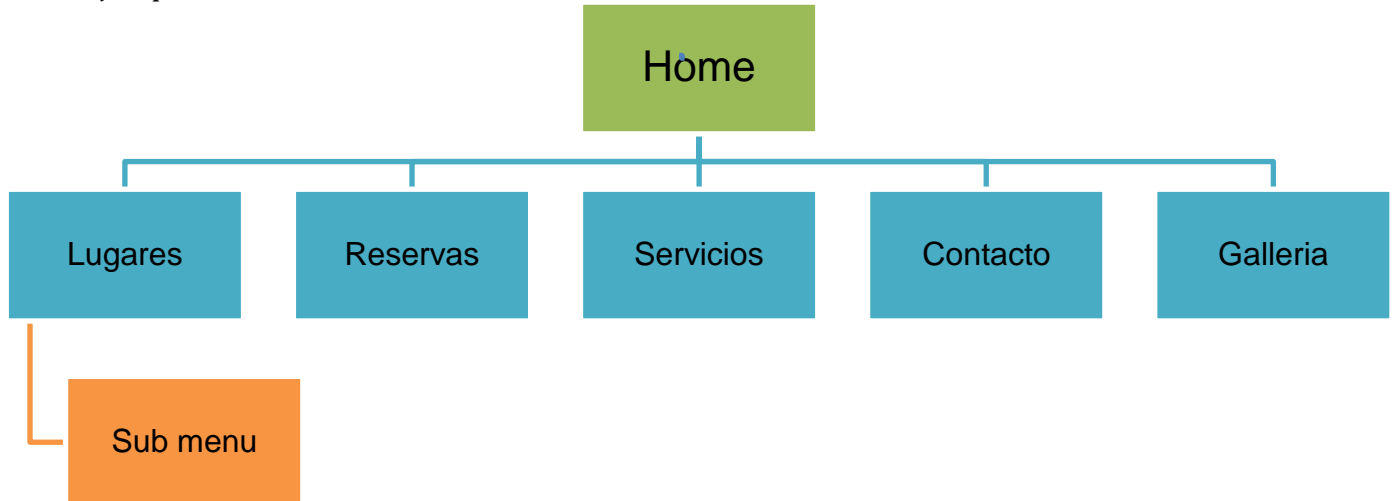 Home
Lugares
Reservas
Servicios
Contacto
Galleria
Sub menu